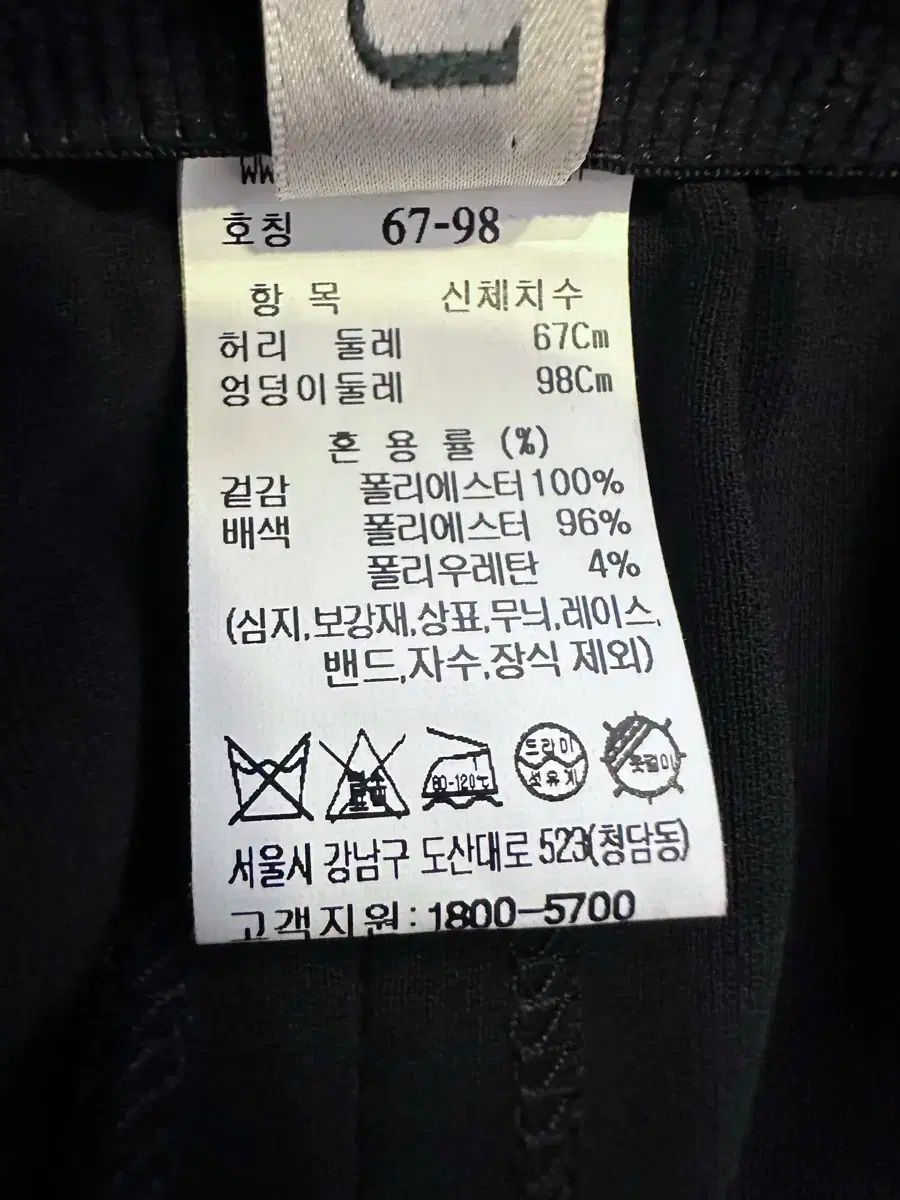 호칭 67-98
항 목 신체치수
허리 둘레 67Cm
엉덩이둘레 98Cm
혼 용 률 (%)
겉감 폴리에스터 100%
배색 폴리에스터 96%
폴리우레탄 4%
(심지,보강재,상표,무늬,레이스,
밴드,자수,장식 제외)
80-120℃ 드라이 석유계 옷걸이
서울시 강남구 도산대로 523(청담동)
고객지원: 1800-5700